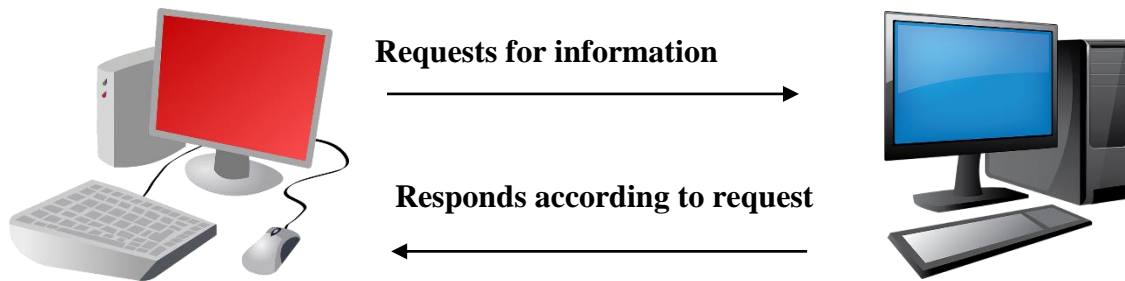 Requests for information
Responds according to request